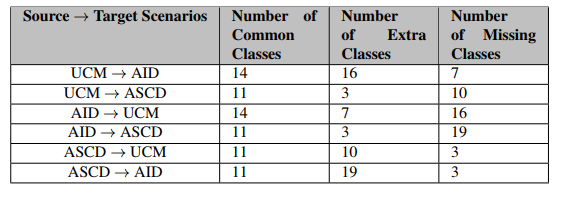 Source → Target Scenarios Number of Common Classes Number of Extra Classes Number of Missing Classes
UCM → AID 14 16 7
UCM → ASCD 11 3 10
AID → UCM 14 7 16
AID → ASCD 11 3 19
ASCD → UCM 11 10 3
ASCD → AID 11 19 3